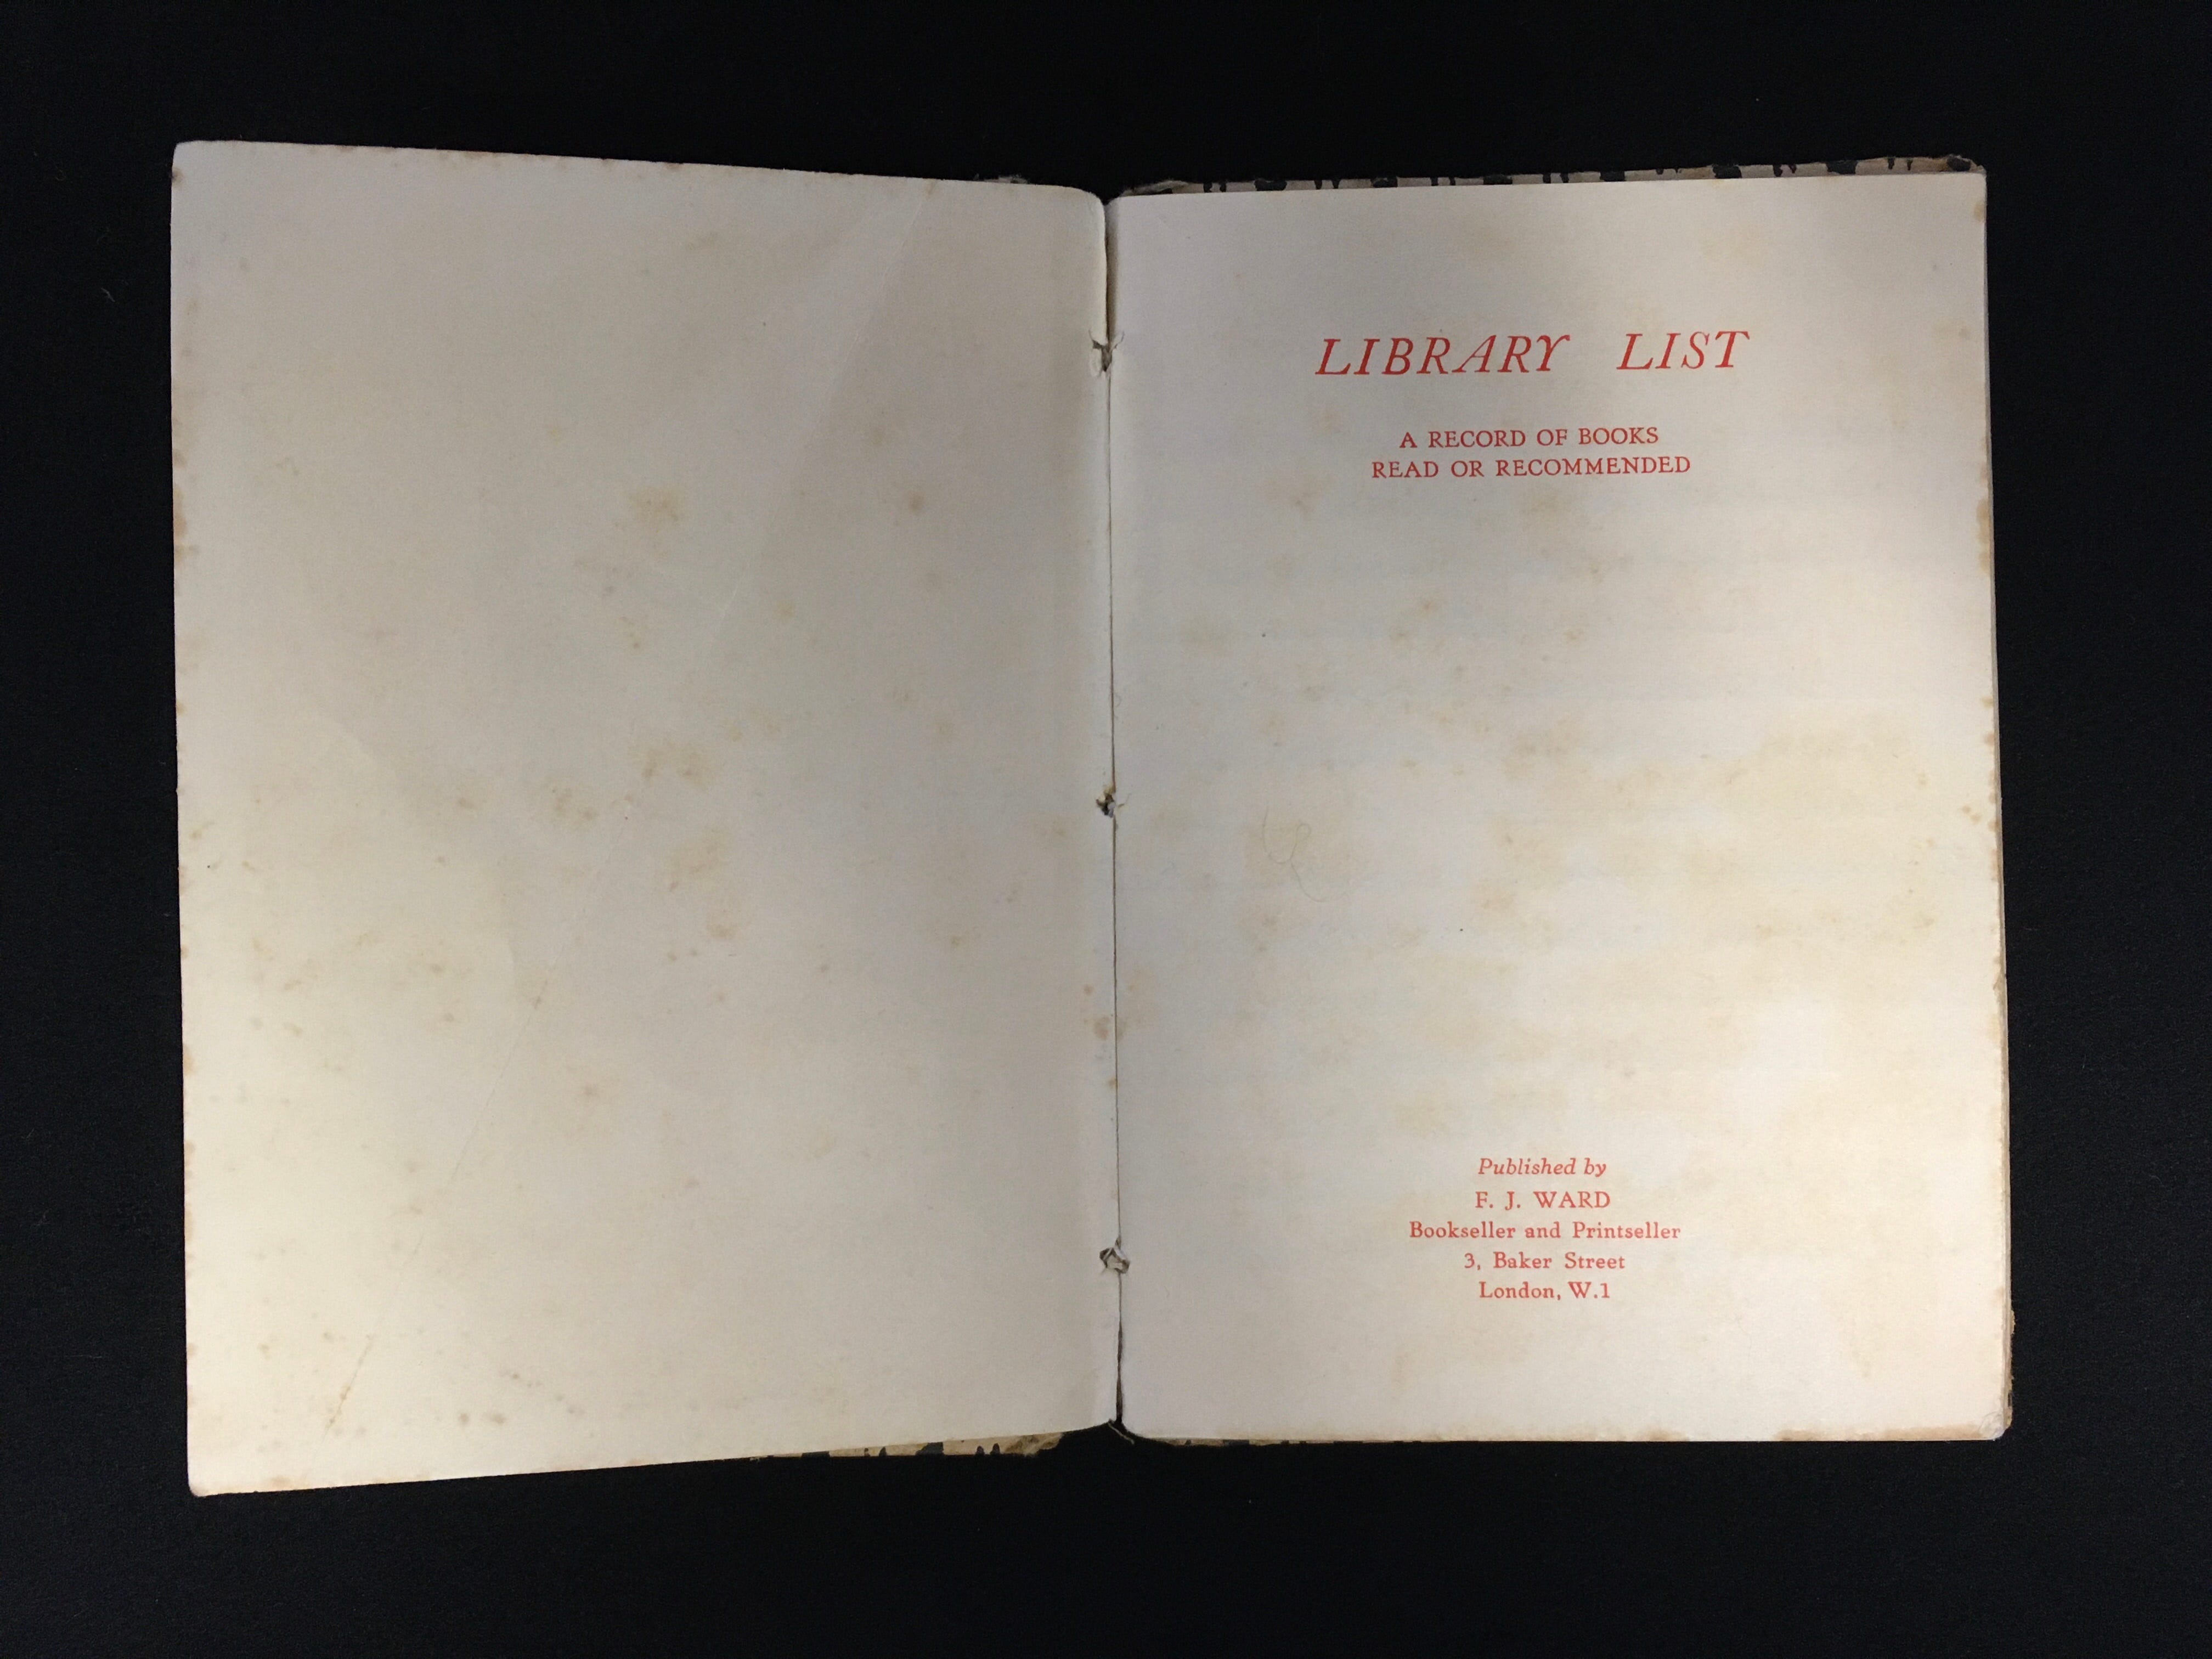 LIBRARY LIST
A RECORD OF BOOKS
READ OR RECOMMENDED
Published by
F. J. WARD
Bookseller and Printseller
3, Baker Street
London, W.1